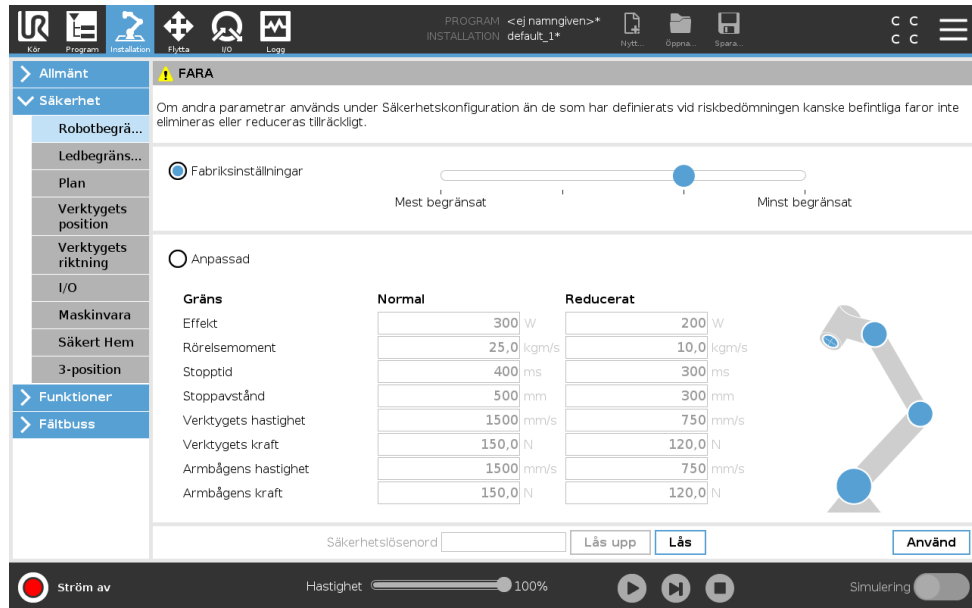 UR
PROGRAM <ej namngiven>*
INSTALLATION default_1*
C C
C C
Kör Program Installation Flytta I/O Logg Nytt... Öppna... Spara...
Allmänt
Säkerhet
Robotbegrä...
Ledbegräns...
Plan
Verktygets
position
Verktygets
riktning
I/O
Maskinvara
Säkert Hem
3-position
Funktioner
Fältbuss
FARA
Om andra parametrar används under Säkerhetskonfiguration än de som har definierats vid riskbedömningen kanske befintliga faror inte
elimineras eller reduceras tillräckligt.
Fabriksinställningar
Mest begränsat Minst begränsat
Anpassad
Gräns Normal Reducerat
Effekt 300 W 200 W
Rörelsemoment 25,0 kgm/s 10,0 kgm/s
Stopptid 400 ms 300 ms
Stoppavstånd 500 mm 300 mm
Verktygets hastighet 1500 mm/s 750 mm/s
Verktygets kraft 150,0 N 120,0 N
Armbågens hastighet 1500 mm/s 750 mm/s
Armbågens kraft 150,0 N 120,0 N
Säkerhetslösenord Lås upp Lås Använd
Ström av Hastighet 100% Simulering